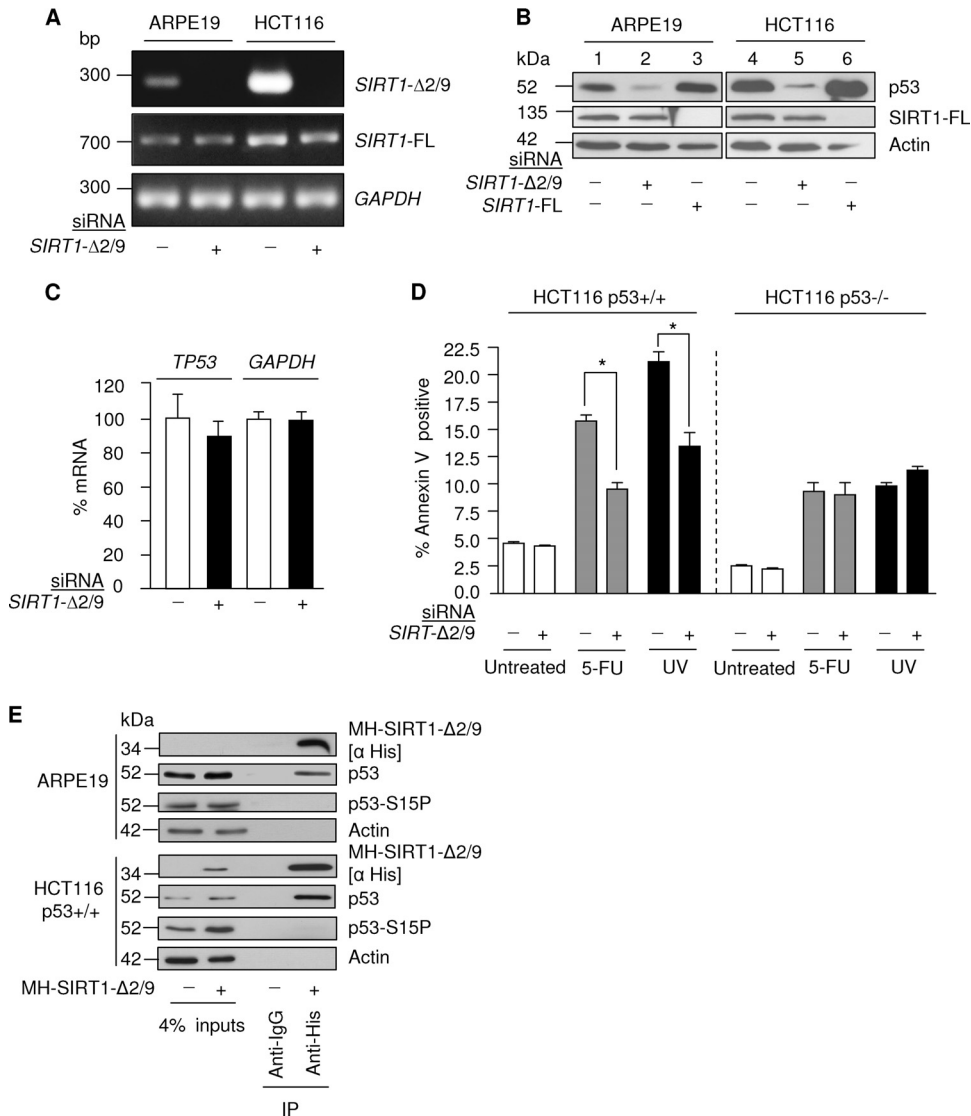 A
ARPE19 HCT116
bp
300 SIRT1-Δ2/9
700 SIRT1-FL
300 GAPDH
siRNA
SIRT1-Δ2/9 – + – +
B
ARPE19 HCT116
kDa 1 2 3 4 5 6
52 p53
135 SIRT1-FL
42 Actin
siRNA
SIRT1-Δ2/9 – + – – + –
SIRT1-FL – – + – – +
C
TP53 GAPDH
120
100
80
60
40
20
0
% mRNA
siRNA
SIRT1-Δ2/9 – + – +
D
HCT116 p53+/+ HCT116 p53-/-
22.5
20.0
17.5
15.0
12.5
10.0
7.5
5.0
2.5
0.0
% Annexin V positive
* *
siRNA
SIRT-Δ2/9 – + – + – + – + – + – +
Untreated 5-FU UV Untreated 5-FU UV
E
kDa
ARPE19
34 MH-SIRT1-Δ2/9
[α His]
52 p53
52 p53-S15P
42 Actin
HCT116
p53+/+
34 MH-SIRT1-Δ2/9
[α His]
52 p53
52 p53-S15P
42 Actin
MH-SIRT1-Δ2/9 – + – +
4% inputs
Anti-IgG
Anti-His
IP